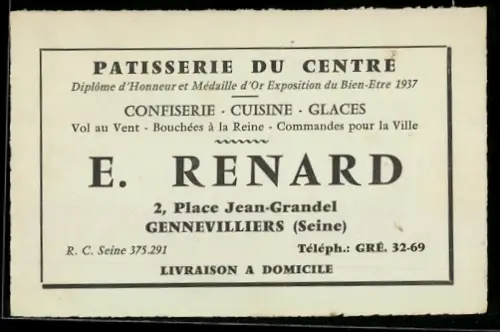 PATISSERIE DU CENTRE
Diplôme d'Honneur et Médaille d'Or Exposition du Bien-Etre 1937
CONFISERIE - CUISINE - GLACES
Vol au Vent - Bouchées à la Reine - Commandes pour la Ville
E. RENARD
2, Place Jean-Grandel
GENNEVILLIERS (Seine)
R. C. Seine 375.291 Téléph.: GRÉ. 32-69
LIVRAISON A DOMICILE